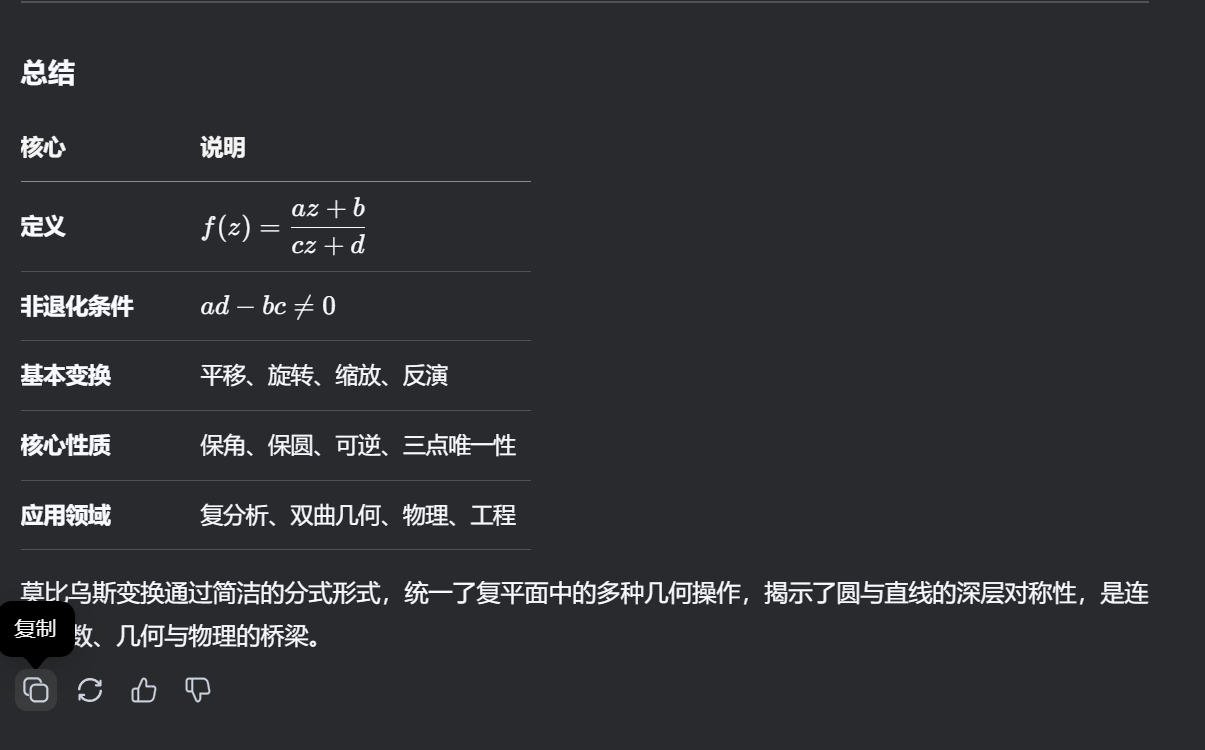 总结
核心 说明
定义 f(z) = \frac{az + b}{cz + d}
非退化条件 ad − bc ≠ 0
基本变换 平移、旋转、缩放、反演
核心性质 保角、保圆、可逆、三点唯一性
应用领域 复分析、双曲几何、物理、工程
莫比乌斯变换通过简洁的分式形式，统一了复平面中的多种几何操作，揭示了圆与直线的深层对称性，是连
数、几何与物理的桥梁。
复制